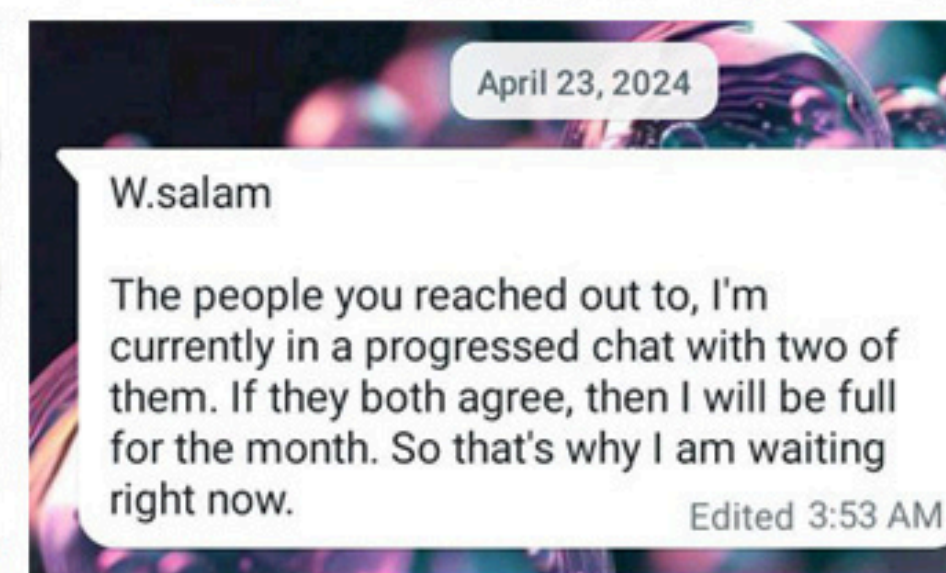 April 23, 2024
W.salam
The people you reached out to, I'm
currently in a progressed chat with two of
them. If they both agree, then I will be full
for the month. So that's why I am waiting
right now.
Edited 3:53 AM